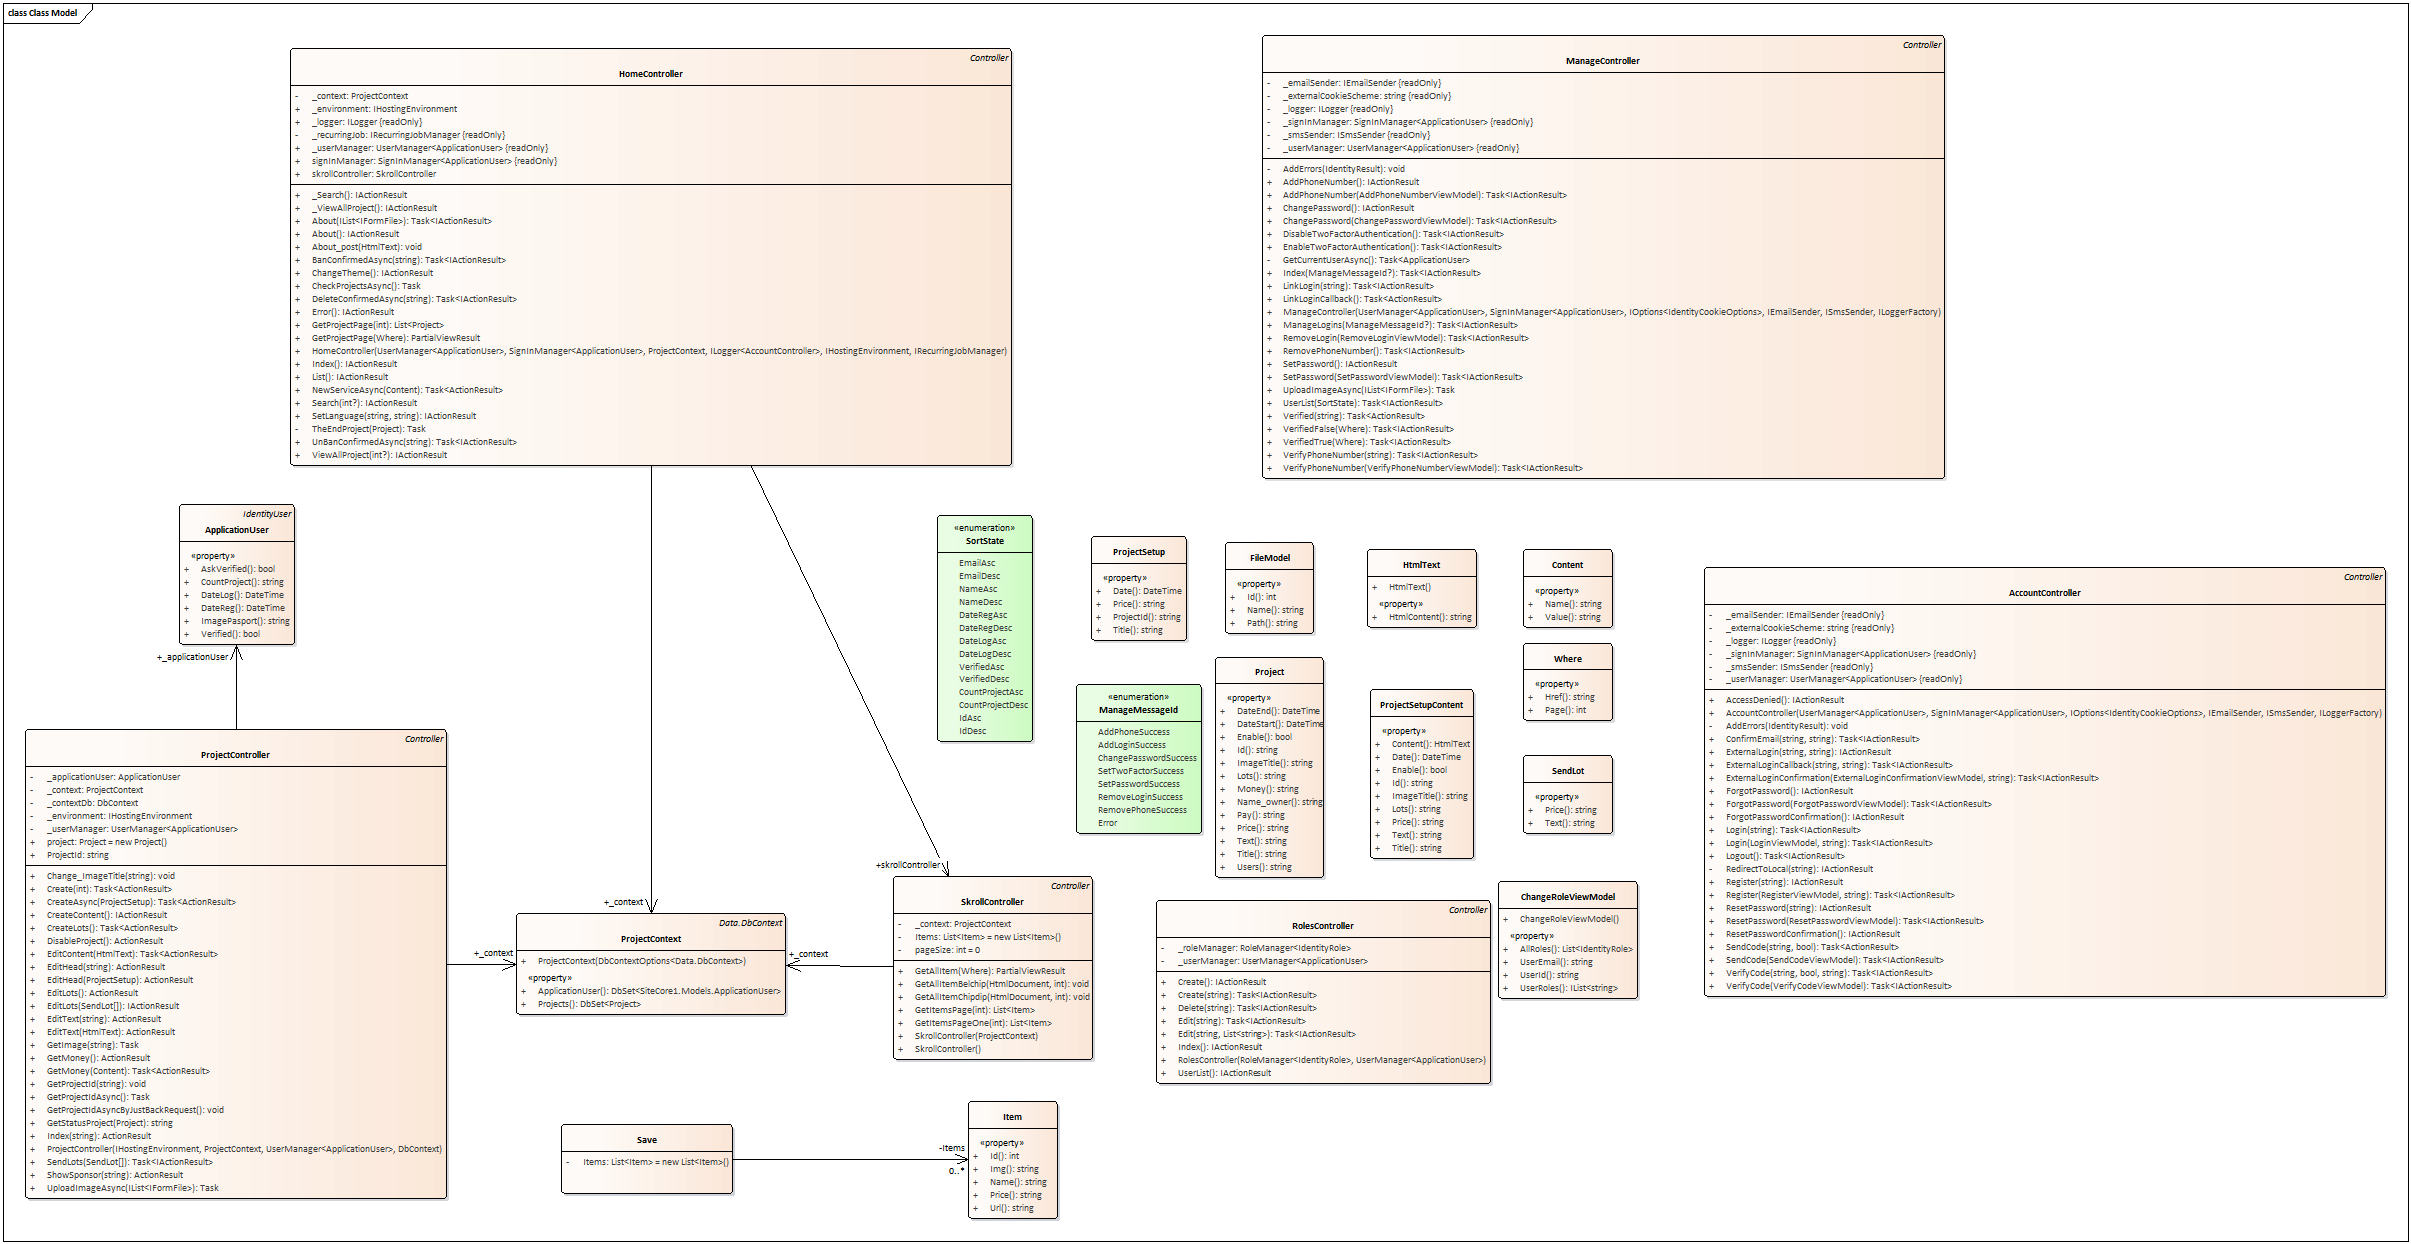 class Class Model
Controller
HomeController
- _context: ProjectContext
+ _environment: IHostingEnvironment
+ _logger: ILogger {readOnly}
- _recurringJob: IRecurringJobManager {readOnly}
+ _userManager: UserManager<ApplicationUser> {readOnly}
+ signInManager: SignInManager<ApplicationUser> {readOnly}
+ skrollController: SkrollController
+ _Search(): IActionResult
+ _ViewAllProject(): IActionResult
+ About(IList<IFormFile>): Task<IActionResult>
+ About(): IActionResult
+ About_post(HtmlText): void
+ BanConfirmedAsync(string): Task<IActionResult>
+ ChangeTheme(): IActionResult
+ CheckProjectsAsync(): Task
+ DeleteConfirmedAsync(string): Task<IActionResult>
+ Error(): IActionResult
+ GetProjectPage(int): List<Project>
+ GetProjectPage(Where): PartialViewResult
+ HomeController(UserManager<ApplicationUser>, SignInManager<ApplicationUser>, ProjectContext, ILogger<AccountController>, IHostingEnvironment, IRecurringJobManager)
+ Index(): IActionResult
+ List(): IActionResult
+ NewServiceAsync(Content): Task<ActionResult>
+ Search(int?): IActionResult
+ SetLanguage(string, string): IActionResult
- TheEndProject(Project): Task
+ UnBanConfirmedAsync(string): Task<IActionResult>
+ ViewAllProject(int?): IActionResult
Controller
ManageController
- _emailSender: IEmailSender {readOnly}
- _externalCookieScheme: string {readOnly}
- _logger: ILogger {readOnly}
- _signInManager: SignInManager<ApplicationUser> {readOnly}
- _smsSender: ISmsSender {readOnly}
- _userManager: UserManager<ApplicationUser> {readOnly}
- AddErrors(IdentityResult): void
+ AddPhoneNumber(): IActionResult
+ AddPhoneNumber(AddPhoneNumberViewModel): Task<IActionResult>
+ ChangePassword(): IActionResult
+ ChangePassword(ChangePasswordViewModel): Task<IActionResult>
+ DisableTwoFactorAuthentication(): Task<IActionResult>
+ EnableTwoFactorAuthentication(): Task<IActionResult>
- GetCurrentUserAsync(): Task<ApplicationUser>
+ Index(ManageMessageId?): Task<IActionResult>
+ LinkLogin(string): Task<IActionResult>
+ LinkLoginCallback(): Task<ActionResult>
+ ManageController(UserManager<ApplicationUser>, SignInManager<ApplicationUser>, IOptions<IdentityCookieOptions>, IEmailSender, ISmsSender, ILoggerFactory)
+ ManageLogins(ManageMessageId?): Task<IActionResult>
+ RemoveLogin(RemoveLoginViewModel): Task<IActionResult>
+ RemovePhoneNumber(): Task<IActionResult>
+ SetPassword(): IActionResult
+ SetPassword(SetPasswordViewModel): Task<IActionResult>
+ UploadImageAsync(IList<IFormFile>): Task
+ UserList(SortState): Task<IActionResult>
+ Verified(string): Task<ActionResult>
+ VerifiedFalse(Where): Task<IActionResult>
+ VerifiedTrue(Where): Task<IActionResult>
+ VerifyPhoneNumber(string): Task<IActionResult>
+ VerifyPhoneNumber(VerifyPhoneNumberViewModel): Task<IActionResult>
IdentityUser
ApplicationUser
«property»
+ AskVerified(): bool
+ CountProject(): string
+ DateLog(): DateTime
+ DateReg(): DateTime
+ ImagePasport(): string
+ Verified(): bool
+_applicationUser
«enumeration»
SortState
EmailAsc
EmailDesc
NameAsc
NameDesc
DateRegAsc
DateRegDesc
DateLogAsc
DateLogDesc
VerifiedAsc
VerifiedDesc
CountProjectAsc
CountProjectDesc
IdAsc
IdDesc
ProjectSetup
«property»
+ Date(): DateTime
+ Price(): string
+ ProjectId(): string
+ Title(): string
FileModel
«property»
+ Id(): int
+ Name(): string
+ Path(): string
HtmlText
+ HtmlText()
«property»
+ HtmlContent(): string
Content
«property»
+ Name(): string
+ Value(): string
Where
«property»
+ Href(): string
+ Page(): int
«enumeration»
ManageMessageId
AddPhoneSuccess
AddLoginSuccess
ChangePasswordSuccess
SetTwoFactorSuccess
SetPasswordSuccess
RemoveLoginSuccess
RemovePhoneSuccess
Error
Project
«property»
+ DateEnd(): DateTime
+ DateStart(): DateTime
+ Enable(): bool
+ Id(): string
+ ImageTitle(): string
+ Lots(): string
+ Money(): string
+ Name_owner(): string
+ Pay(): string
+ Price(): string
+ Text(): string
+ Title(): string
+ Users(): string
ProjectSetupContent
«property»
+ Content(): HtmlText
+ Date(): DateTime
+ Enable(): bool
+ Id(): string
+ ImageTitle(): string
+ Lots(): string
+ Price(): string
+ Text(): string
+ Title(): string
SendLot
«property»
+ Price(): string
+ Text(): string
Controller
AccountController
- _emailSender: IEmailSender {readOnly}
- _externalCookieScheme: string {readOnly}
- _logger: ILogger {readOnly}
- _signInManager: SignInManager<ApplicationUser> {readOnly}
- _smsSender: ISmsSender {readOnly}
- _userManager: UserManager<ApplicationUser> {readOnly}
+ AccessDenied(): IActionResult
+ AccountController(UserManager<ApplicationUser>, SignInManager<ApplicationUser>, IOptions<IdentityCookieOptions>, IEmailSender, ISmsSender, ILoggerFactory)
- AddErrors(IdentityResult): void
+ ConfirmEmail(string, string): Task<IActionResult>
+ ExternalLogin(string, string): IActionResult
+ ExternalLoginCallback(string, string): Task<IActionResult>
+ ExternalLoginConfirmation(ExternalLoginConfirmationViewModel, string): Task<IActionResult>
+ ForgotPassword(): IActionResult
+ ForgotPassword(ForgotPasswordViewModel): Task<IActionResult>
+ ForgotPasswordConfirmation(): IActionResult
+ Login(string): Task<IActionResult>
+ Login(LoginViewModel, string): Task<IActionResult>
+ Logout(): Task<IActionResult>
- RedirectToLocal(string): IActionResult
+ Register(string): IActionResult
+ Register(RegisterViewModel, string): Task<IActionResult>
+ ResetPassword(string): IActionResult
+ ResetPassword(ResetPasswordViewModel): Task<IActionResult>
+ ResetPasswordConfirmation(): IActionResult
+ SendCode(string, bool): Task<IActionResult>
+ SendCode(SendCodeViewModel): Task<IActionResult>
+ VerifyCode(string, bool, string): Task<IActionResult>
+ VerifyCode(VerifyCodeViewModel): Task<IActionResult>
Controller
ProjectController
- _applicationUser: ApplicationUser
- _context: ProjectContext
- _contextDb: DbContext
- _environment: IHostingEnvironment
- _userManager: UserManager<ApplicationUser>
+ project: Project = new Project()
+ ProjectId: string
+ Change_ImageTitle(string): void
+ Create(int): Task<ActionResult>
+ CreateAsync(ProjectSetup): Task<ActionResult>
+ CreateContent(): IActionResult
+ CreateLots(): Task<ActionResult>
+ DisableProject(): ActionResult
+ EditContent(HtmlText): Task<ActionResult>
+ EditHead(string): ActionResult
+ EditHead(ProjectSetup): ActionResult
+ EditLots(): ActionResult
+ EditLots(SendLot[]): IActionResult
+ EditText(string): ActionResult
+ EditText(HtmlText): ActionResult
+ GetImage(string): Task
+ GetMoney(): ActionResult
+ GetMoney(Content): Task<ActionResult>
+ GetProjectId(string): void
+ GetProjectIdAsync(): Task
+ GetProjectIdAsyncByJustBackRequest(): void
+ GetStatusProject(Project): string
+ Index(string): ActionResult
+ ProjectController(IHostingEnvironment, ProjectContext, UserManager<ApplicationUser>, DbContext)
+ SendLots(SendLot[]): Task<IActionResult>
+ ShowSponsor(string): ActionResult
+ UploadImageAsync(IList<IFormFile>): Task
+_context
+_context
+_context
+skrollController
Data.DbContext
ProjectContext
+ ProjectContext(DbContextOptions<Data.DbContext>)
«property»
+ ApplicationUser(): DbSet<SiteCore1.Models.ApplicationUser>
+ Projects(): DbSet<Project>
Controller
SkrollController
- _context: ProjectContext
- Items: List<Item> = new List<Item>()
- pageSize: int = 0
+ GetAllItem(Where): PartialViewResult
+ GetAllItemBelchip(HtmlDocument, int): void
+ GetAllItemChipdip(HtmlDocument, int): void
+ GetItemsPage(int): List<Item>
+ GetItemsPageOne(int): List<Item>
+ SkrollController(ProjectContext)
+ SkrollController()
Controller
RolesController
- _roleManager: RoleManager<IdentityRole>
- _userManager: UserManager<ApplicationUser>
+ Create(): IActionResult
+ Create(string): Task<IActionResult>
+ Delete(string): Task<IActionResult>
+ Edit(string): Task<IActionResult>
+ Edit(string, List<string>): Task<IActionResult>
+ Index(): IActionResult
+ RolesController(RoleManager<IdentityRole>, UserManager<ApplicationUser>)
+ UserList(): IActionResult
ChangeRoleViewModel
+ ChangeRoleViewModel()
«property»
+ AllRoles(): List<IdentityRole>
+ UserEmail(): string
+ UserId(): string
+ UserRoles(): IList<string>
Save
- Items: List<Item> = new List<Item>()
-Items
0..*
Item
«property»
+ Id(): int
+ Img(): string
+ Name(): string
+ Price(): string
+ Url(): string